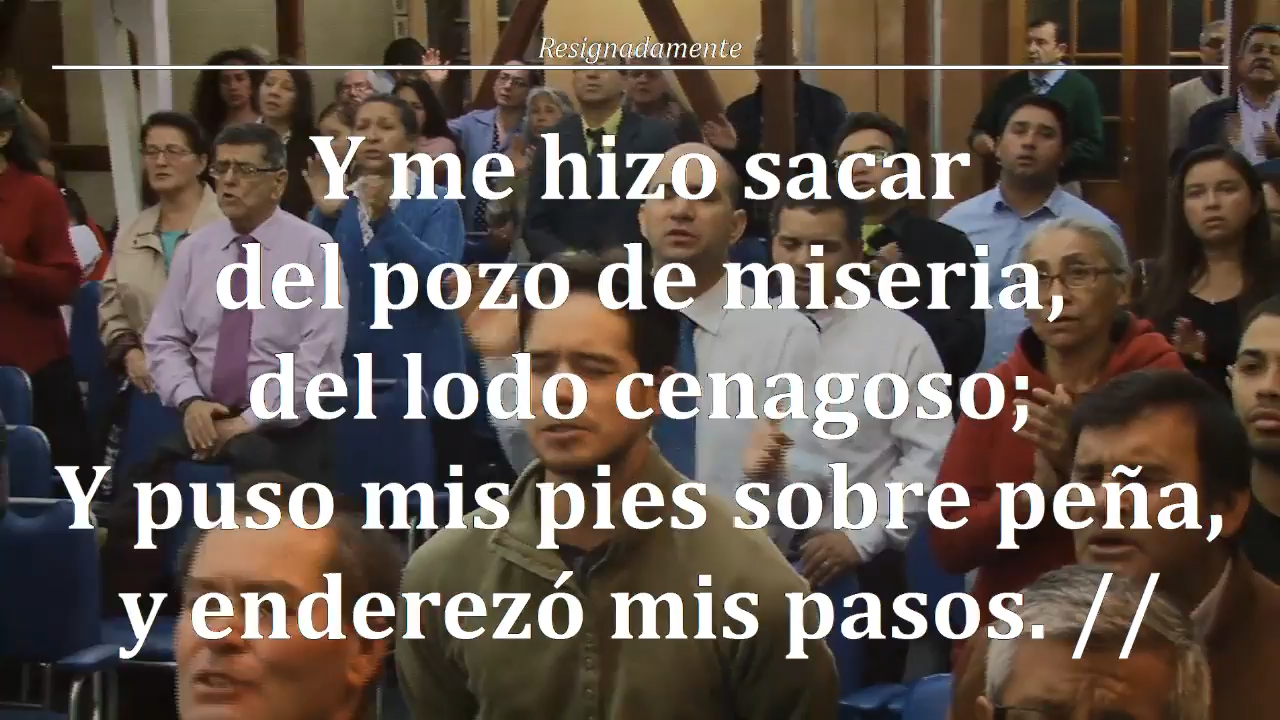 Resignadamente
Y me hizo sacar
del pozo de miseria,
del lodo cenagoso;
Y puso mis pies sobre peña,
y enderezó mis pasos. //